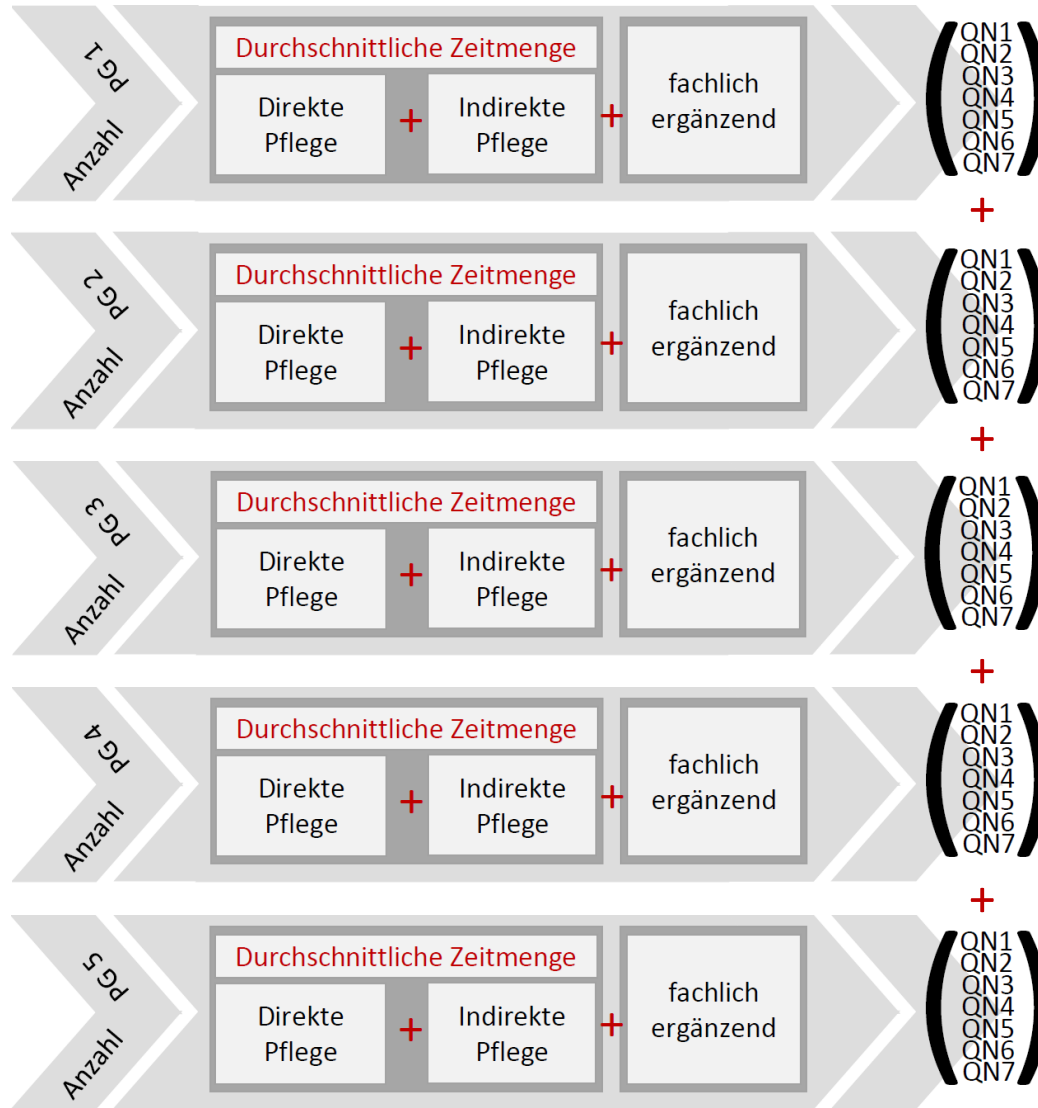 PG 1
Anzahl
Durchschnittliche Zeitmenge
Direkte
Pflege
+
Indirekte
Pflege
+
fachlich
ergänzend
QN1
QN2
QN3
QN4
QN5
QN6
QN7
+
PG 2
Anzahl
Durchschnittliche Zeitmenge
Direkte
Pflege
+
Indirekte
Pflege
+
fachlich
ergänzend
QN1
QN2
QN3
QN4
QN5
QN6
QN7
+
PG 3
Anzahl
Durchschnittliche Zeitmenge
Direkte
Pflege
+
Indirekte
Pflege
+
fachlich
ergänzend
QN1
QN2
QN3
QN4
QN5
QN6
QN7
+
PG 4
Anzahl
Durchschnittliche Zeitmenge
Direkte
Pflege
+
Indirekte
Pflege
+
fachlich
ergänzend
QN1
QN2
QN3
QN4
QN5
QN6
QN7
+
PG 5
Anzahl
Durchschnittliche Zeitmenge
Direkte
Pflege
+
Indirekte
Pflege
+
fachlich
ergänzend
QN1
QN2
QN3
QN4
QN5
QN6
QN7